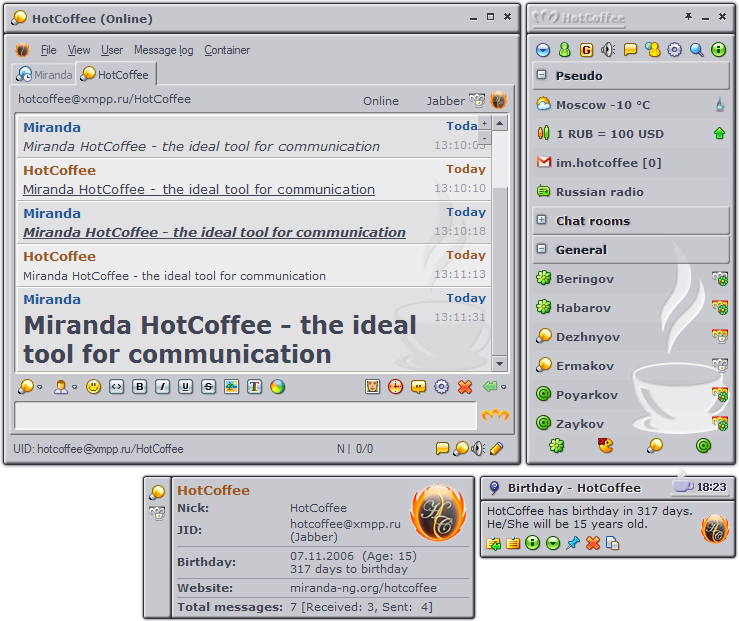 HotCoffee (Online)
File View User Message log Container
Miranda HotCoffee
hotcoffee@xmpp.ru/HotCoffee Online Jabber
Miranda Toda
Miranda HotCoffee - the ideal tool for communication 13:10:03
HotCoffee Today
Miranda HotCoffee - the ideal tool for communication 13:10:10
Miranda Today
Miranda HotCoffee - the ideal tool for communication 13:10:18
HotCoffee Today
Miranda HotCoffee - the ideal tool for communication 13:11:13
Miranda Today
Miranda HotCoffee - the ideal 13:11:31
tool for communication
UID: hotcoffee@xmpp.ru/HotCoffee N | 0/0
HotCoffee
Pseudo
Moscow -10 °C
1 RUB = 100 USD
im.hotcoffee [0]
Russian radio
Chat rooms
General
Beringov
Habarov
Dezhnyov
Ermakov
Poyarkov
Zaykov
HotCoffee
Nick: HotCoffee
JID: hotcoffee@xmpp.ru
(Jabber)
Birthday: 07.11.2006 (Age: 15)
317 days to birthday
Website: miranda-ng.org/hotcoffee
Total messages: 7 [Received: 3, Sent: 4]
Birthday - HotCoffee 18:23
HotCoffee has birthday in 317 days.
He/She will be 15 years old.